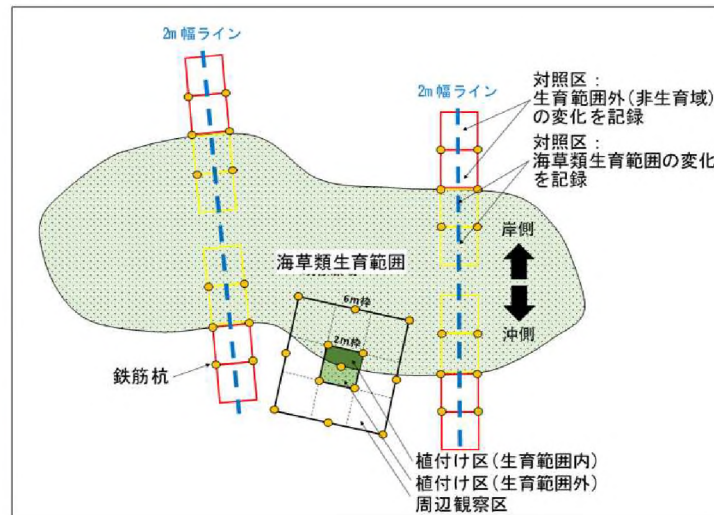 2m幅ライン
2m幅ライン
対照区：
生育範囲外(非生育域)
の変化を記録
対照区：
海草類生育範囲の変化
を記録
岸側
海草類生育範囲
6m枠
沖側
2m枠
鉄筋杭
植付け区(生育範囲内)
植付け区(生育範囲外)
周辺観察区